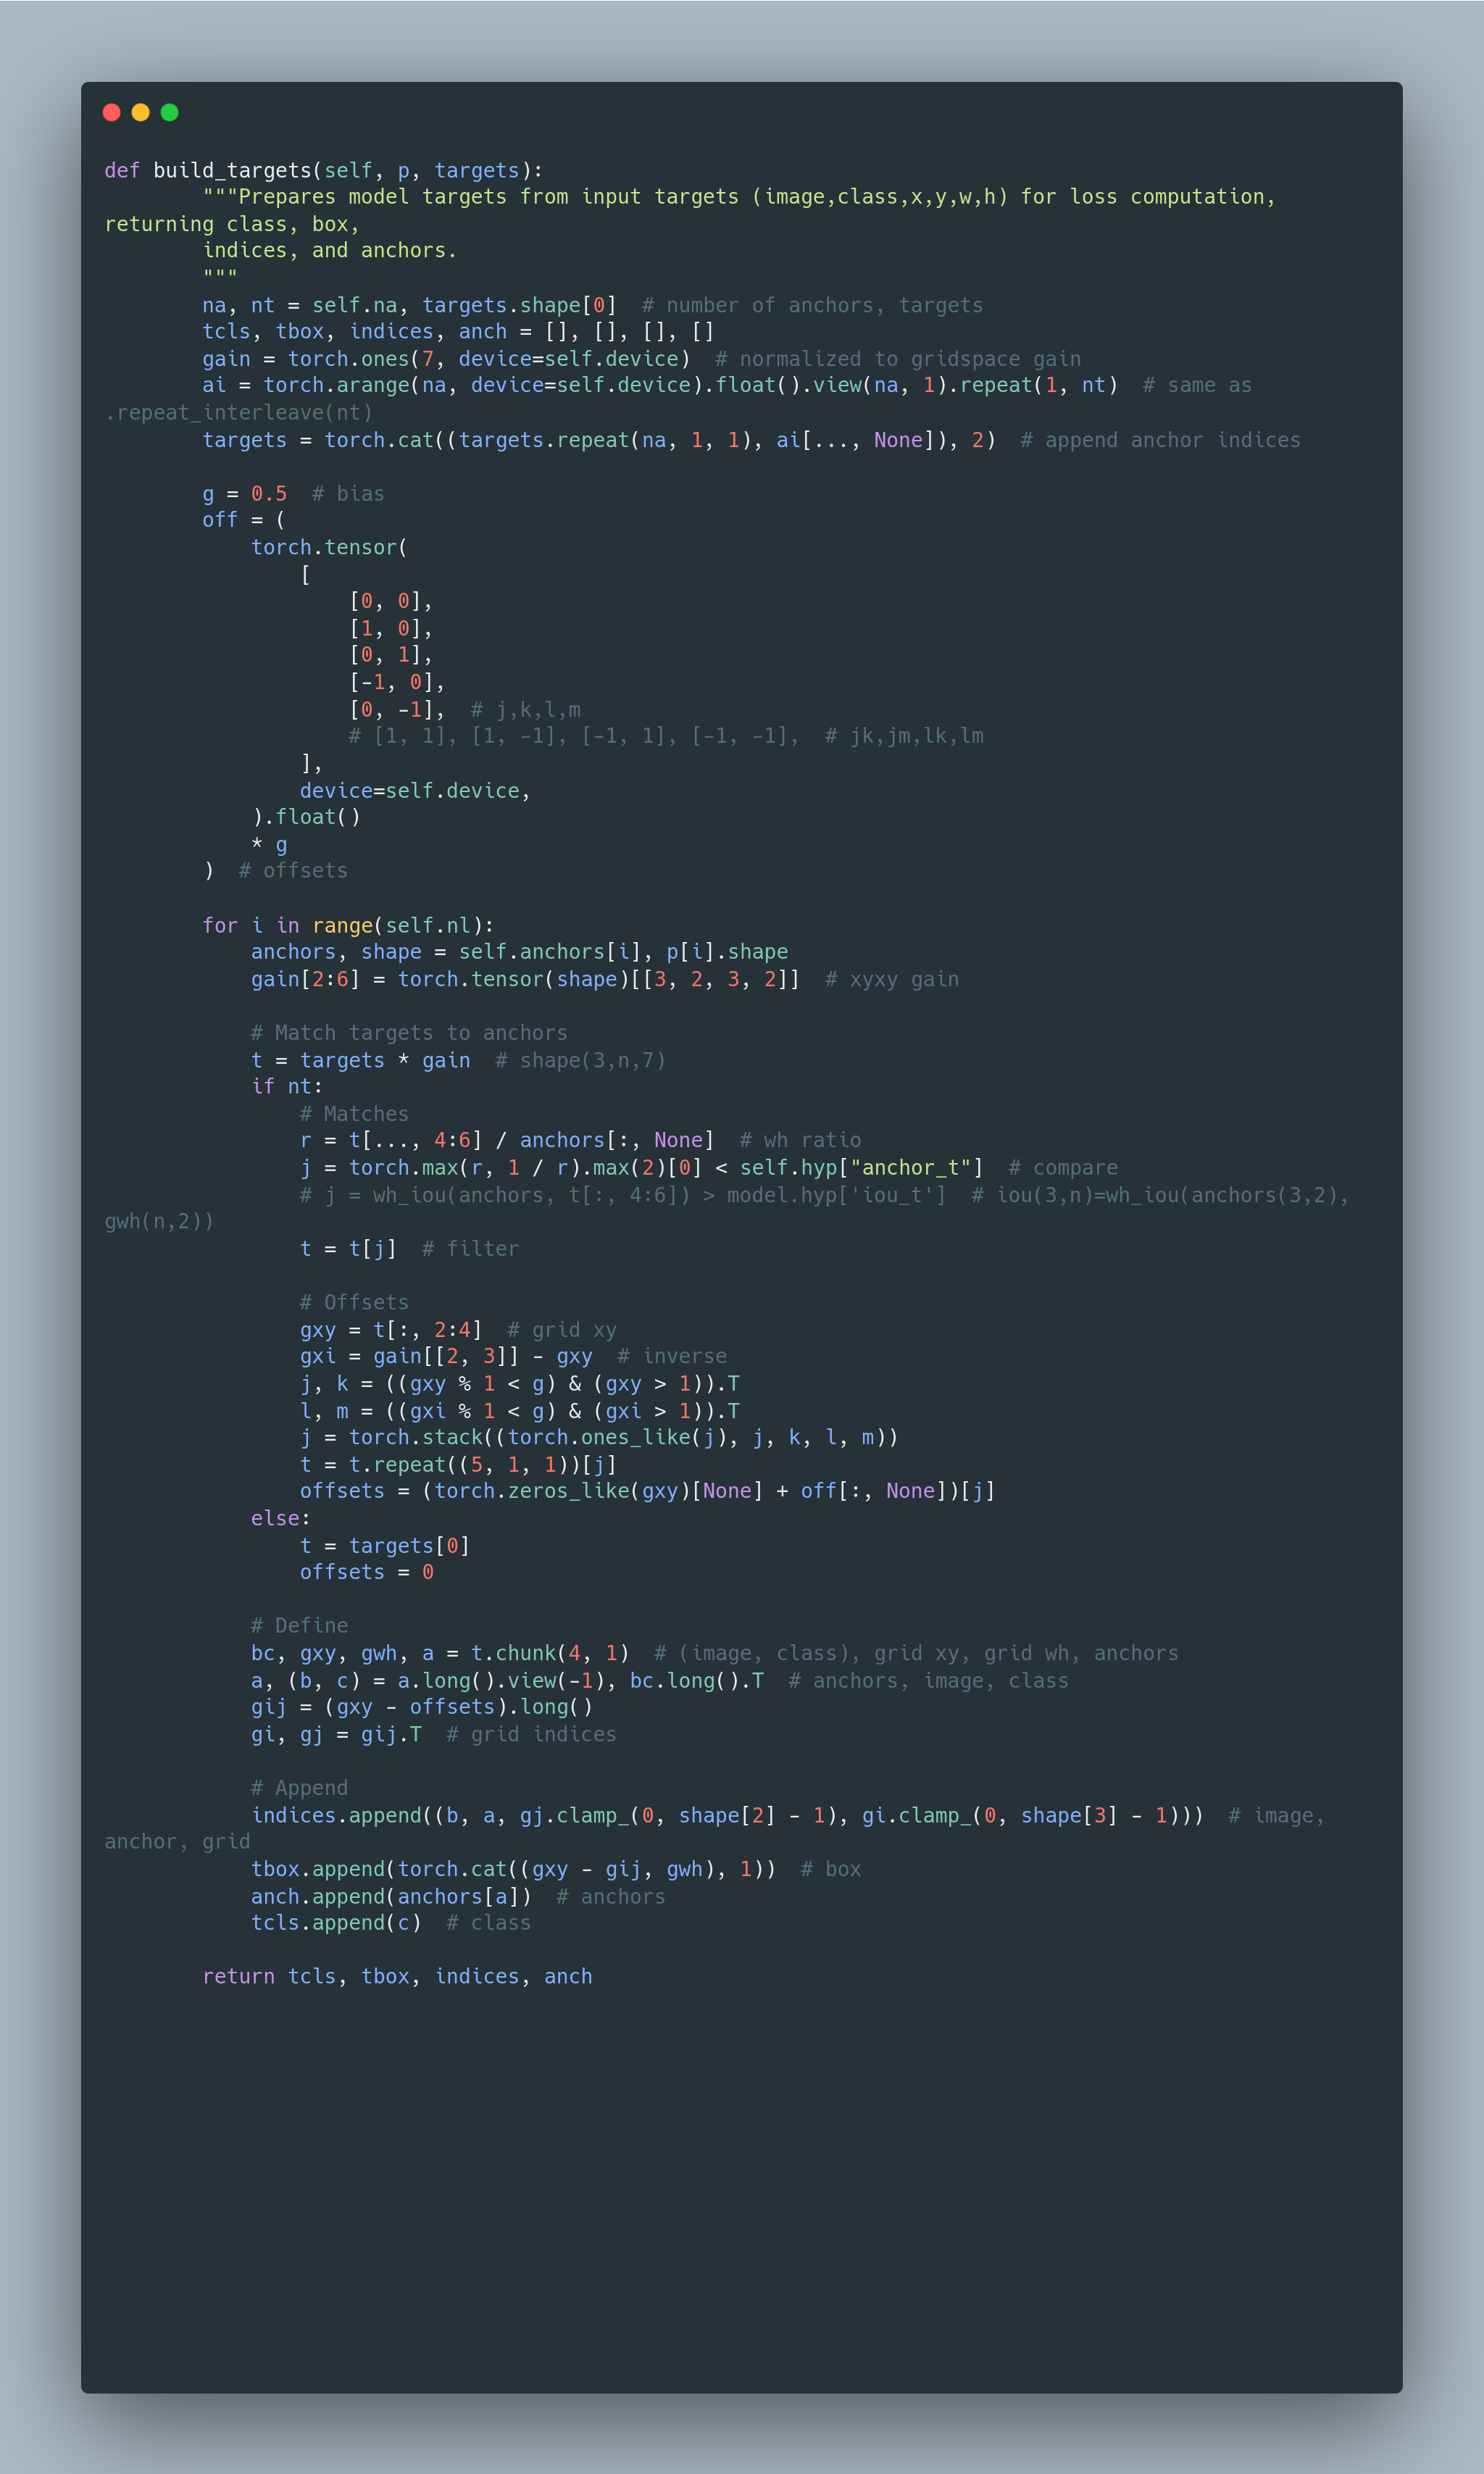 def build_targets(self, p, targets):
        """Prepares model targets from input targets (image,class,x,y,w,h) for loss computation,
returning class, box,
        indices, and anchors.
        """
        na, nt = self.na, targets.shape[0]  # number of anchors, targets
        tcls, tbox, indices, anch = [], [], [], []
        gain = torch.ones(7, device=self.device)  # normalized to gridspace gain
        ai = torch.arange(na, device=self.device).float().view(na, 1).repeat(1, nt)  # same as
.repeat_interleave(nt)
        targets = torch.cat((targets.repeat(na, 1, 1), ai[..., None]), 2)  # append anchor indices

        g = 0.5  # bias
        off = (
            torch.tensor(
                [
                    [0, 0],
                    [1, 0],
                    [0, 1],
                    [-1, 0],
                    [0, -1],  # j,k,l,m
                    # [1, 1], [1, -1], [-1, 1], [-1, -1],  # jk,jm,lk,lm
                ],
                device=self.device,
            ).float()
            * g
        )  # offsets

        for i in range(self.nl):
            anchors, shape = self.anchors[i], p[i].shape
            gain[2:6] = torch.tensor(shape)[[3, 2, 3, 2]]  # xyxy gain

            # Match targets to anchors
            t = targets * gain  # shape(3,n,7)
            if nt:
                # Matches
                r = t[..., 4:6] / anchors[:, None]  # wh ratio
                j = torch.max(r, 1 / r).max(2)[0] < self.hyp["anchor_t"]  # compare
                # j = wh_iou(anchors, t[:, 4:6]) > model.hyp['iou_t']  # iou(3,n)=wh_iou(anchors(3,2),
gwh(n,2))
                t = t[j]  # filter

                # Offsets
                gxy = t[:, 2:4]  # grid xy
                gxi = gain[[2, 3]] - gxy  # inverse
                j, k = ((gxy % 1 < g) & (gxy > 1)).T
                l, m = ((gxi % 1 < g) & (gxi > 1)).T
                j = torch.stack((torch.ones_like(j), j, k, l, m))
                t = t.repeat((5, 1, 1))[j]
                offsets = (torch.zeros_like(gxy)[None] + off[:, None])[j]
            else:
                t = targets[0]
                offsets = 0

            # Define
            bc, gxy, gwh, a = t.chunk(4, 1)  # (image, class), grid xy, grid wh, anchors
            a, (b, c) = a.long().view(-1), bc.long().T  # anchors, image, class
            gij = (gxy - offsets).long()
            gi, gj = gij.T  # grid indices

            # Append
            indices.append((b, a, gj.clamp_(0, shape[2] - 1), gi.clamp_(0, shape[3] - 1)))  # image,
anchor, grid
            tbox.append(torch.cat((gxy - gij, gwh), 1))  # box
            anch.append(anchors[a])  # anchors
            tcls.append(c)  # class

        return tcls, tbox, indices, anch